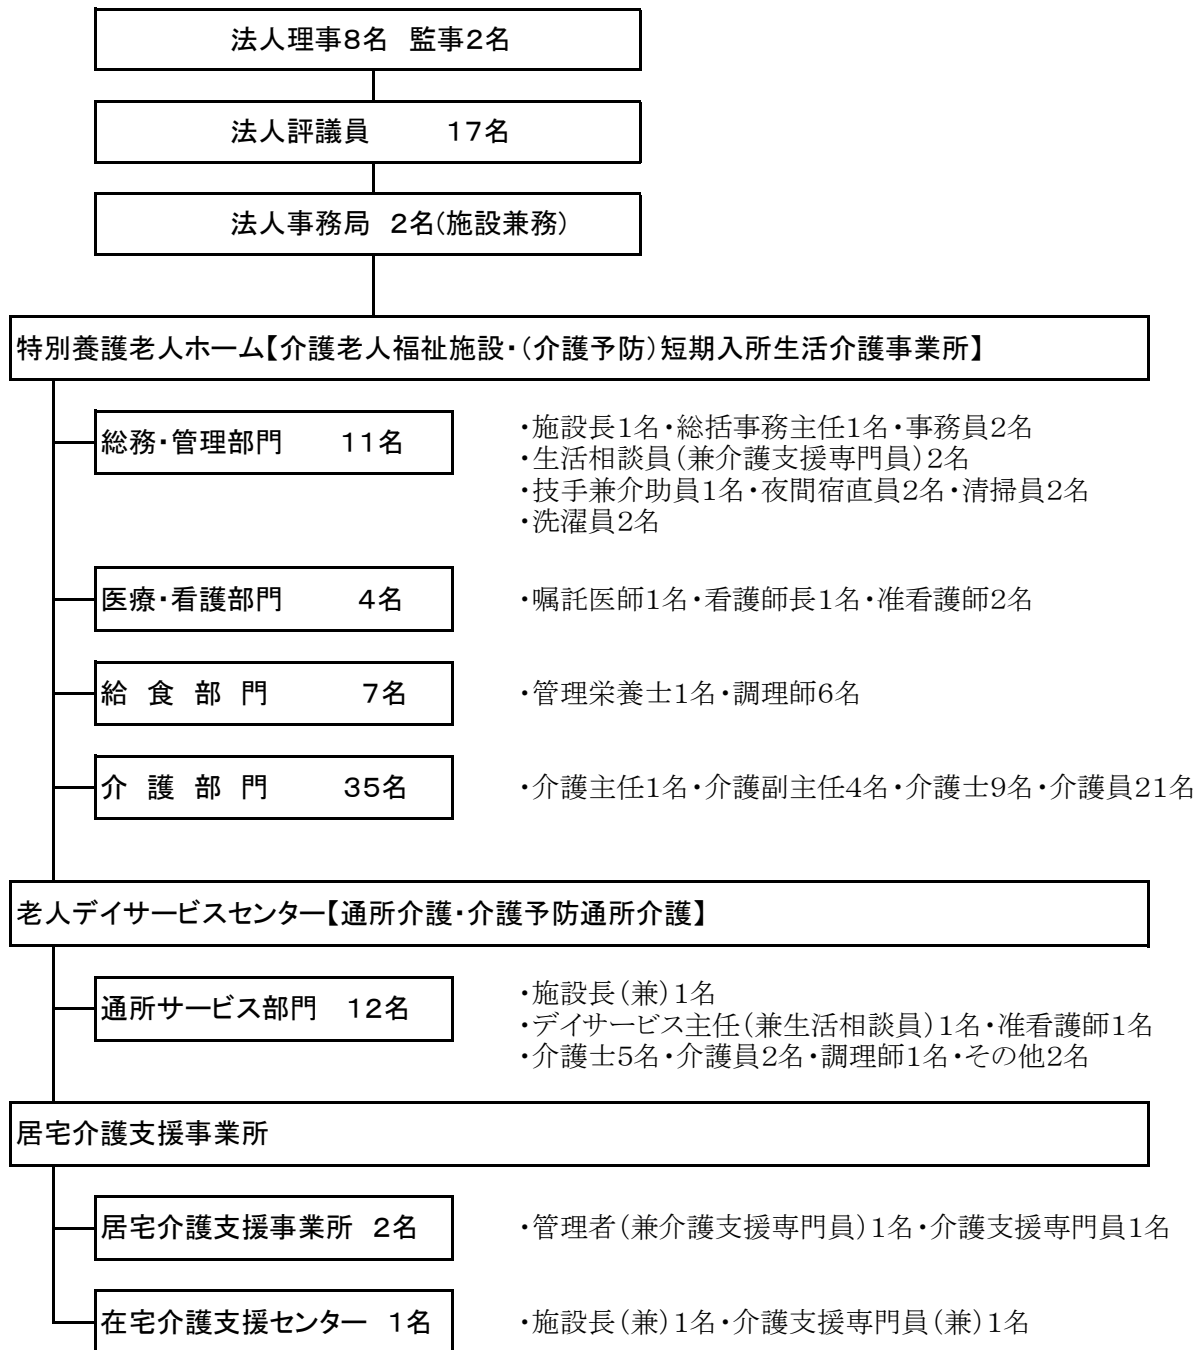 法人理事8名 監事2名
法人評議員 17名
法人事務局 2名(施設兼務)
特別養護老人ホーム【介護老人福祉施設・(介護予防)短期入所生活介護事業所】
総務・管理部門 11名
・施設長1名・総括事務主任1名・事務員2名
・生活相談員(兼介護支援専門員)2名
・技手兼介助員1名・夜間宿直員2名・清掃員2名
・洗濯員2名
医療・看護部門 4名
・嘱託医師1名・看護師長1名・准看護師2名
給 食 部 門 7名
・管理栄養士1名・調理師6名
介 護 部 門 35名
・介護主任1名・介護副主任4名・介護士9名・介護員21名
老人デイサービスセンター【通所介護・介護予防通所介護】
通所サービス部門 12名
・施設長(兼)1名
・デイサービス主任(兼生活相談員)1名・准看護師1名
・介護士5名・介護員2名・調理師1名・その他2名
居宅介護支援事業所
居宅介護支援事業所 2名
・管理者(兼介護支援専門員)1名・介護支援専門員1名
在宅介護支援センター 1名
・施設長(兼)1名・介護支援専門員(兼)1名